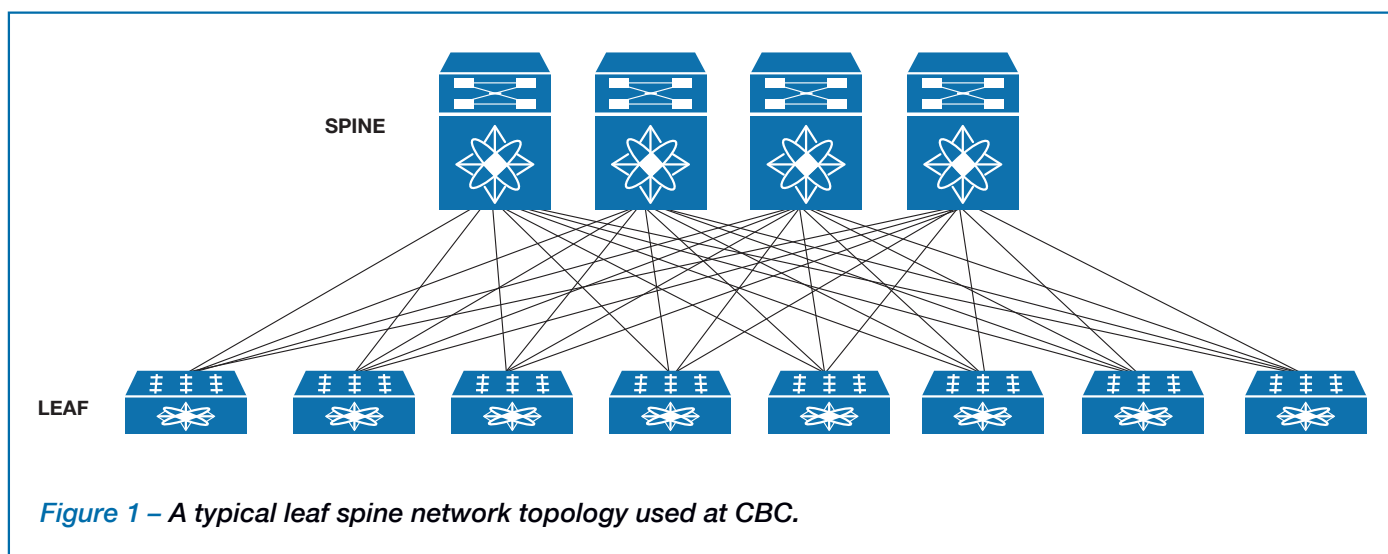 SPINE
LEAF
Figure 1 – A typical leaf spine network topology used at CBC.